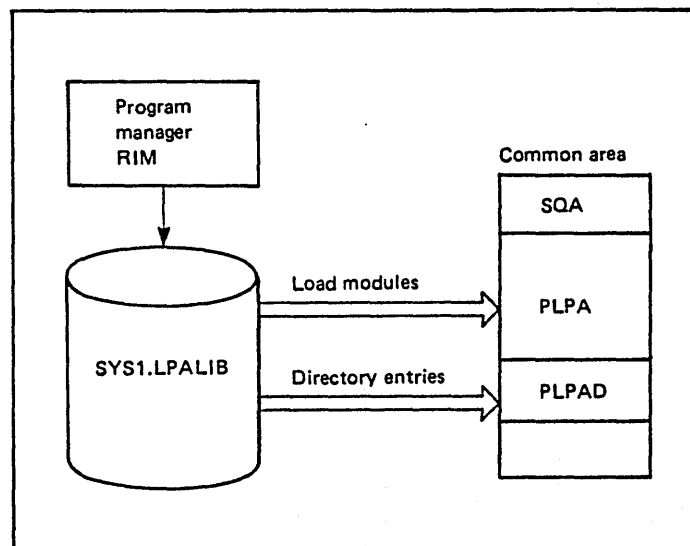 Program
manager
RIM
Common area
SQA
Load modules
PLPA
SYS1.LPALIB
Directory entries
PLPAD